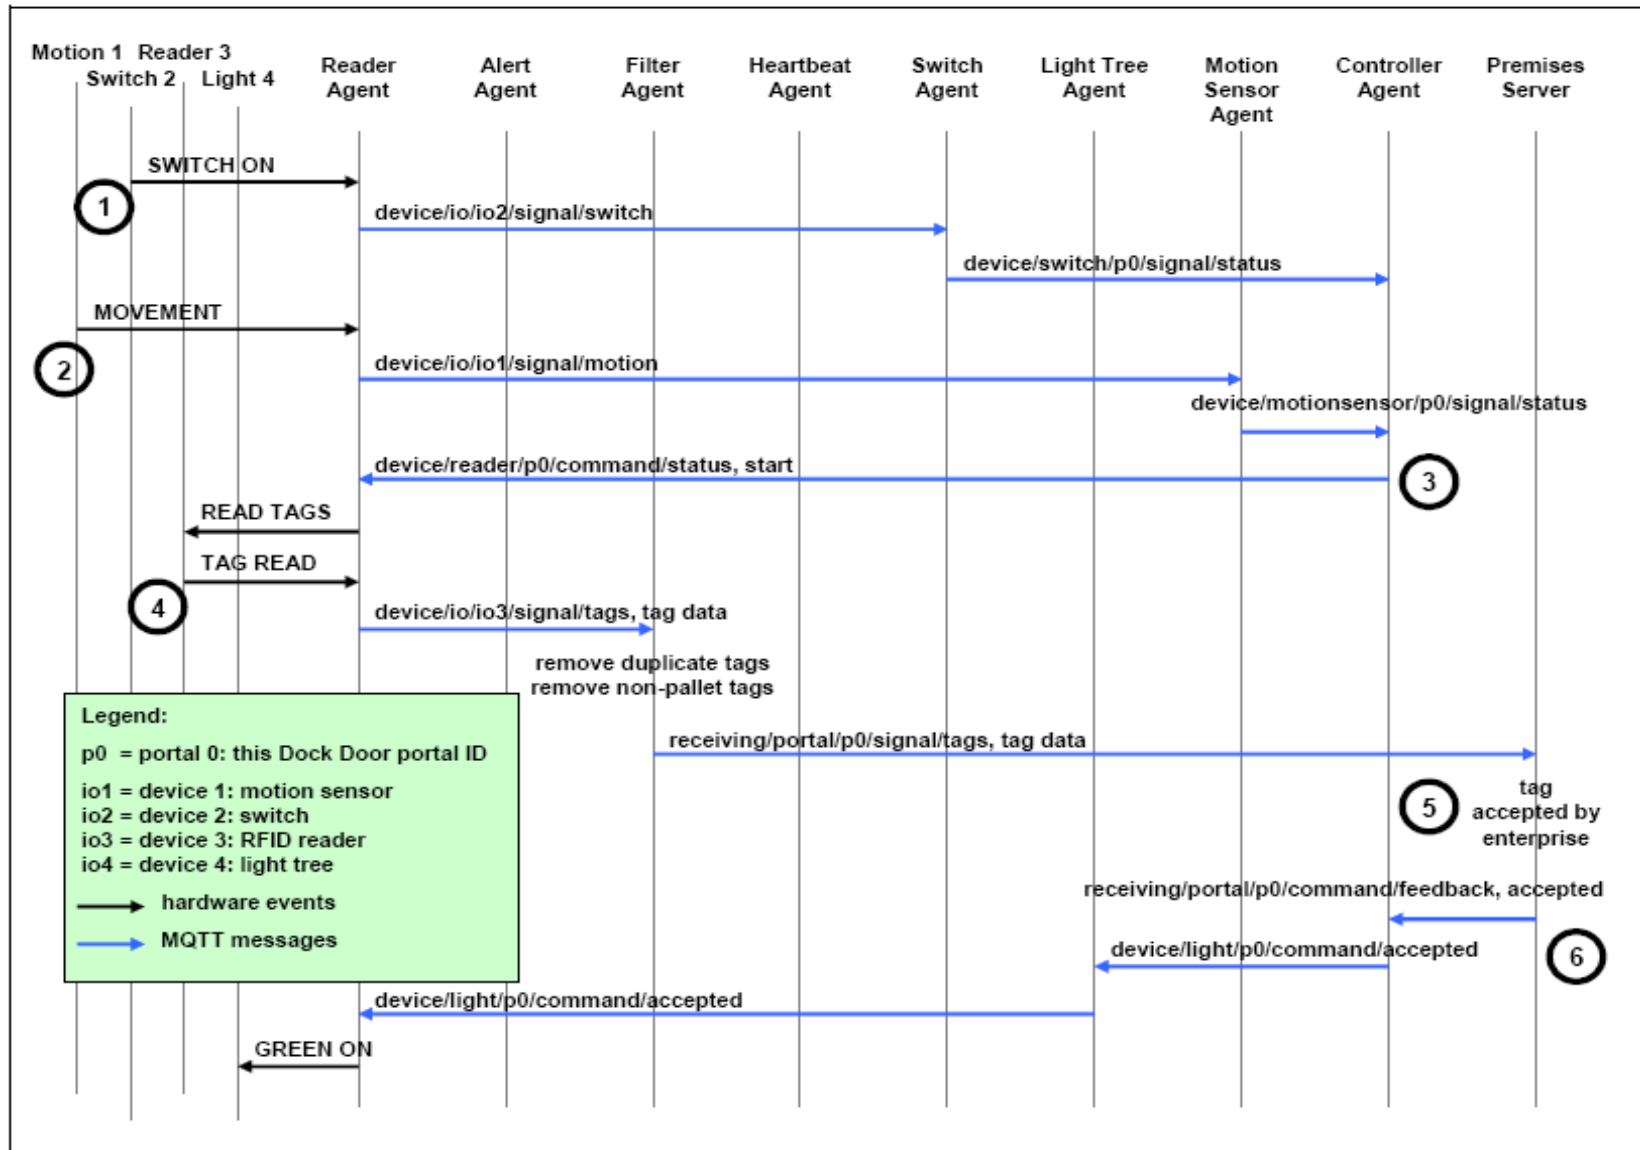 Motion 1 Reader 3
Switch 2 Light 4
Reader Agent
Alert Agent
Filter Agent
Heartbeat Agent
Switch Agent
Light Tree Agent
Motion Sensor Agent
Controller Agent
Premises Server
SWITCH ON
1
device/io/io2/signal/switch
device/switch/p0/signal/status
MOVEMENT
2
device/io/io1/signal/motion
device/motionsensor/p0/signal/status
device/reader/p0/command/status, start
3
READ TAGS
TAG READ
4
device/io/io3/signal/tags, tag data
remove duplicate tags
remove non-pallet tags
Legend:
p0 = portal 0: this Dock Door portal ID
io1 = device 1: motion sensor
io2 = device 2: switch
io3 = device 3: RFID reader
io4 = device 4: light tree
hardware events
MQTT messages
receiving/portal/p0/signal/tags, tag data
5
tag
accepted by
enterprise
receiving/portal/p0/command/feedback, accepted
device/light/p0/command/accepted
6
device/light/p0/command/accepted
GREEN ON